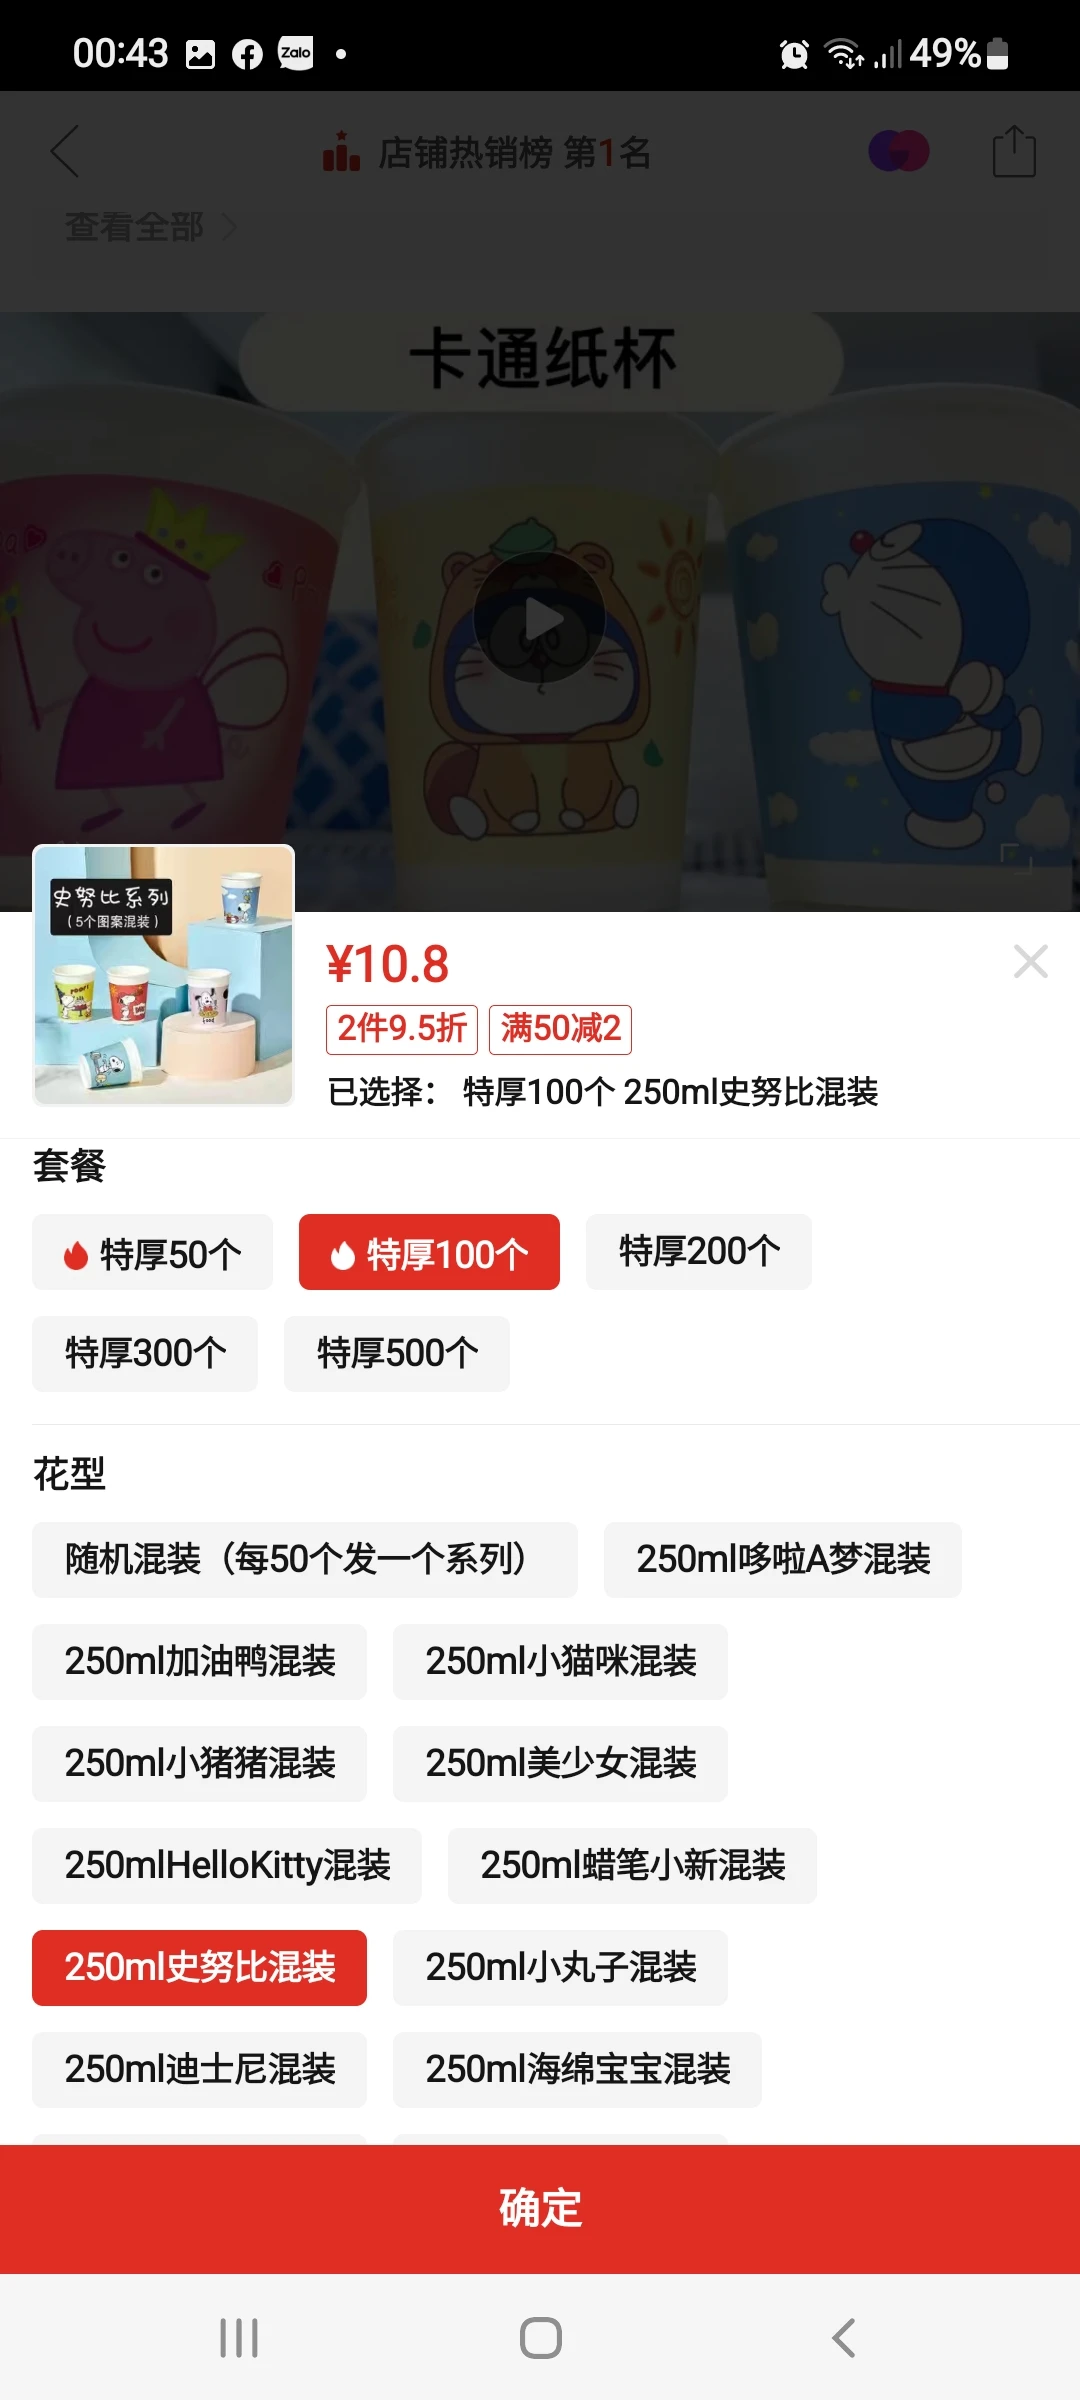 00:43
Zalo
49%
店铺热销榜 第1名
查看全部
卡通纸杯
史努比系列
（5个图案混装）
¥10.8
2件9.5折 满50减2
已选择： 特厚100个 250ml史努比混装
套餐
特厚50个 特厚100个 特厚200个
特厚300个 特厚500个
花型
随机混装（每50个发一个系列） 250ml哆啦A梦混装
250ml加油鸭混装 250ml小猫咪混装
250ml小猪猪混装 250ml美少女混装
250mlHelloKitty混装 250ml蜡笔小新混装
250ml史努比混装 250ml小丸子混装
250ml迪士尼混装 250ml海绵宝宝混装
确定